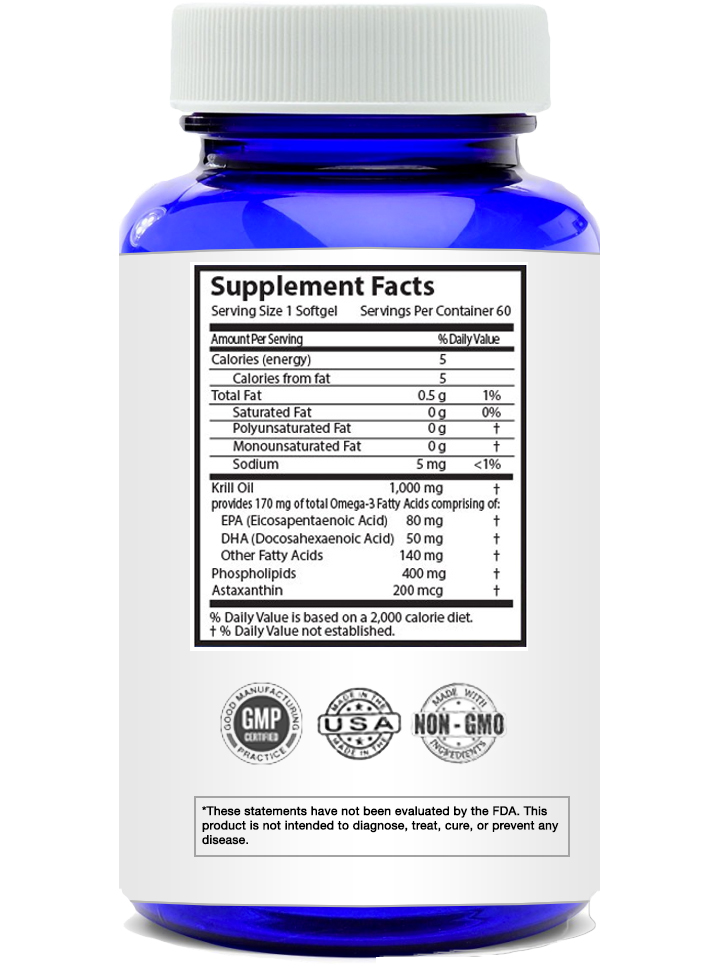 Supplement Facts
Serving Size 1 Softgel Servings Per Container 60
Amount Per Serving % Daily Value
Calories (energy) 5
Calories from fat 5
Total Fat 0.5 g 1%
Saturated Fat 0 g 0%
Polyunsaturated Fat 0 g †
Monounsaturated Fat 0 g †
Sodium 5 mg <1%
Krill Oil 1,000 mg †
provides 170 mg of total Omega-3 Fatty Acids comprising of:
EPA (Eicosapentaenoic Acid) 80 mg †
DHA (Docosahexaenoic Acid) 50 mg †
Other Fatty Acids 140 mg †
Phospholipids 400 mg †
Astaxanthin 200 mcg †
% Daily Value is based on a 2,000 calorie diet.
† % Daily Value not established.
GOOD MANUFACTURING
GMP
CERTIFIED
PRACTICE
MADE IN THE
USA
MADE IN THE
MADE WITH
NON-GMO
INGREDIENTS
*These statements have not been evaluated by the FDA. This
product is not intended to diagnose, treat, cure, or prevent any
disease.